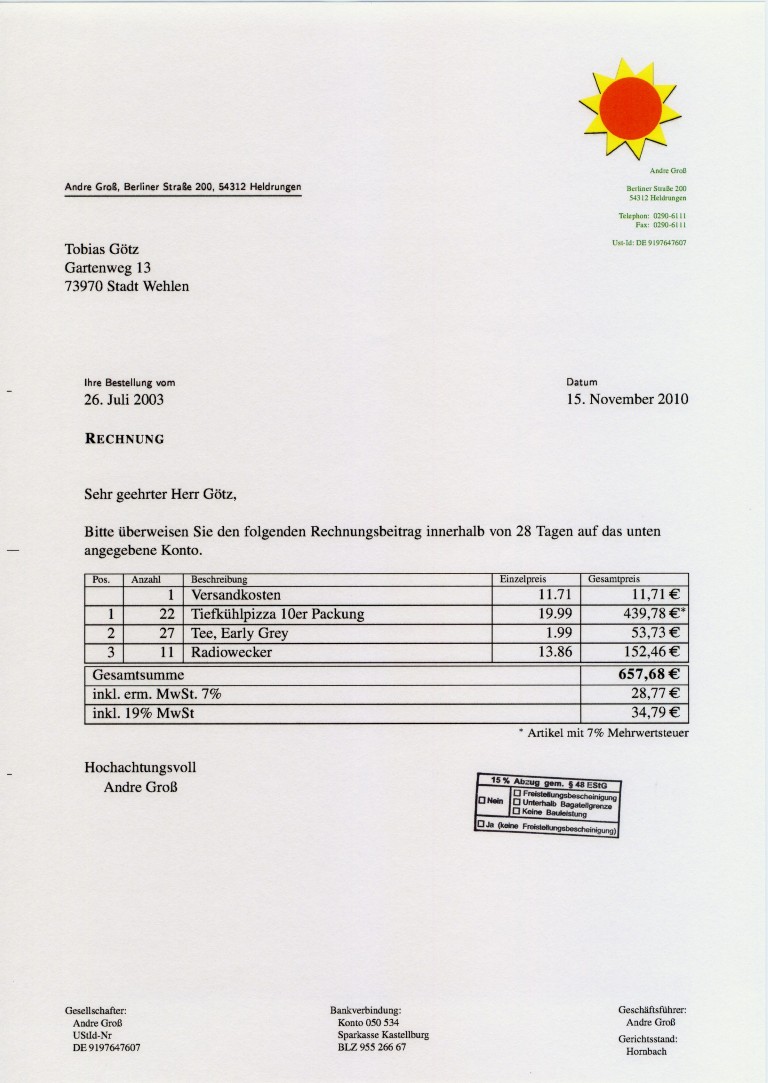 Andre Groß
Andre Groß, Berliner Straße 200, 54312 Heldrungen
Berliner Straße 200
54312 Heldrungen
Telephon: 0290-6111
Fax: 0290-6111
Ust-Id: DE 9197647607
Tobias Götz
Gartenweg 13
73970 Stadt Wehlen
Ihre Bestellung vom Datum
26. Juli 2003 15. November 2010
RECHNUNG
Sehr geehrter Herr Götz,
Bitte überweisen Sie den folgenden Rechnungsbeitrag innerhalb von 28 Tagen auf das unten
angegebene Konto.
Pos. Anzahl Beschreibung Einzelpreis Gesamtpreis
1 Versandkosten 11.71 11,71 €
1 22 Tiefkühlpizza 10er Packung 19.99 439,78 €*
2 27 Tee, Early Grey 1.99 53,73 €
3 11 Radiowecker 13.86 152,46 €
Gesamtsumme 657,68 €
inkl. erm. MwSt. 7% 28,77 €
inkl. 19% MwSt 34,79 €
* Artikel mit 7% Mehrwertsteuer
Hochachtungsvoll
Andre Groß
15 % Abzug gem. § 48 EStG
Nein
Freistellungsbescheinigung
Unterhalb Bagatellgrenze
Keine Bauleistung
Ja (keine Freistellungsbescheinigung)
Gesellschafter:
Andre Groß
UStId-Nr
DE 9197647607
Bankverbindung:
Konto 050 534
Sparkasse Kastellburg
BLZ 955 266 67
Geschäftsführer:
Andre Groß
Gerichtsstand:
Hornbach